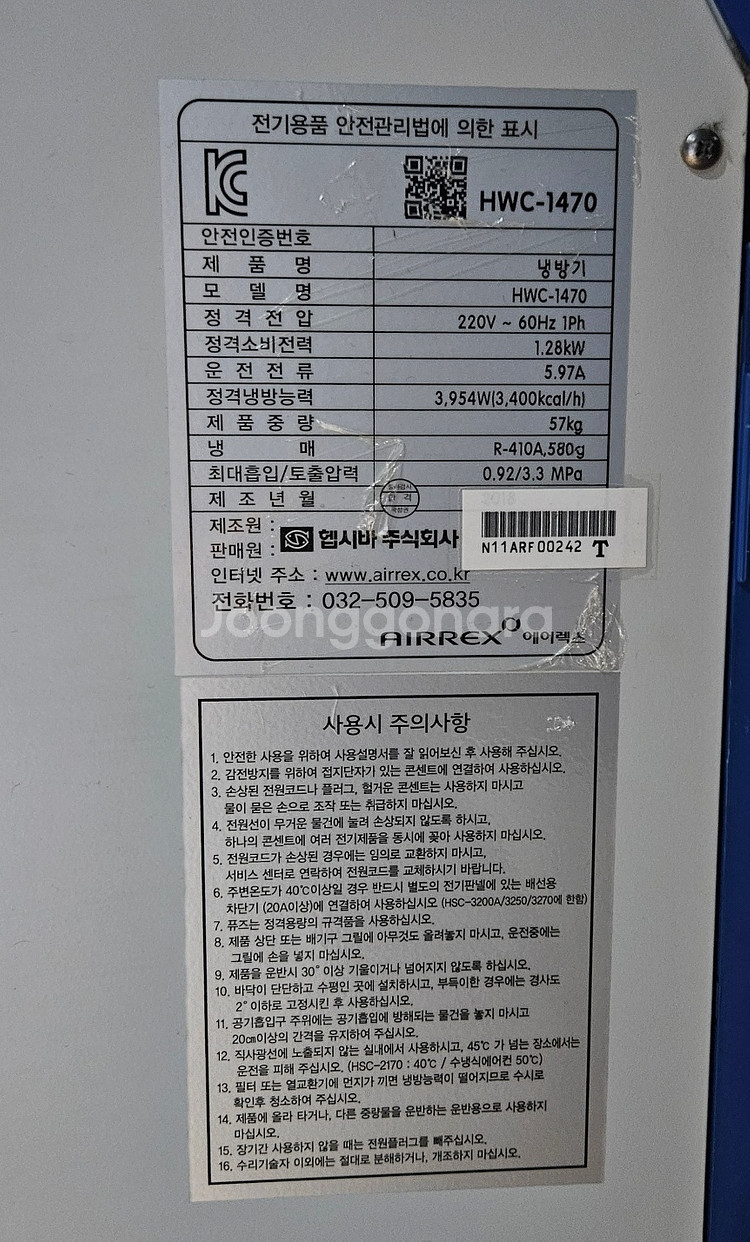 전기용품 안전관리법에 의한 표시
HWC-1470
안전인증번호
제 품 명 냉방기
모 델 명 HWC-1470
정 격 전 압 220V ~ 60Hz 1Ph
정격소비전력 1.28kW
운 전 전 류 5.97A
정격냉방능력 3,954W(3,400kcal/h)
제 품 중 량 57kg
냉 매 R-410A,580g
최대흡입/토출압력 0.92/3.3 MPa
제 조 년 월 2018
합 격
제조원 :
판매원 : 헵시바 주식회사
N11ARF00242 T
인터넷 주소 : www.airrex.co.kr
전화번호 : 032-509-5835
Joonggonara
AIRREX 에어렉스
사용시 주의사항
1. 안전한 사용을 위하여 사용설명서를 잘 읽어보신 후 사용해 주십시오.
2. 감전방지를 위하여 접지단자가 있는 콘센트에 연결하여 사용하십시오.
3. 손상된 전원코드나 플러그, 헐거운 콘센트는 사용하지 마시고
물이 묻은 손으로 조작 또는 취급하지 마십시오.
4. 전원선이 무거운 물건에 눌려 손상되지 않도록 하시고,
하나의 콘센트에 여러 전기제품을 동시에 꽂아 사용하지 마십시오.
5. 전원코드가 손상된 경우에는 임의로 교환하지 마시고,
서비스 센터로 연락하여 전원코드를 교체하시기 바랍니다.
6. 주변온도가 40℃이상일 경우 반드시 별도의 전기판넬에 있는 배선용
차단기 (20A이상)에 연결하여 사용하십시오 (HSC-3200A/3250/3270에 한함)
7. 퓨즈는 정격용량의 규격품을 사용하십시오.
8. 제품 상단 또는 배기구 그릴에 아무것도 올려놓지 마시고, 운전중에는
그릴에 손을 넣지 마십시오.
9. 제품을 운반시 30° 이상 기울이거나 넘어지지 않도록 하십시오.
10. 바닥이 단단하고 수평인 곳에 설치하시고, 부득이한 경우에는 경사도
2° 이하로 고정시킨 후 사용하십시오.
11. 공기흡입구 주위에는 공기흡입에 방해되는 물건을 놓지 마시고
20㎝이상의 간격을 유지하여 주십시오.
12. 직사광선에 노출되지 않는 실내에서 사용하시고, 45℃ 가 넘는 장소에서는
운전을 피해 주십시오. (HSC-2170 : 40℃ / 수냉식에어컨 50℃)
13. 필터 또는 열교환기에 먼지가 끼면 냉방능력이 떨어지므로 수시로
확인후 청소하여 주십시오.
14. 제품에 올라 타거나, 다른 중량물을 운반하는 운반용으로 사용하지
마십시오.
15. 장기간 사용하지 않을 때는 전원플러그를 빼주십시오.
16. 수리기술자 이외에는 절대로 분해하거나, 개조하지 마십시오.